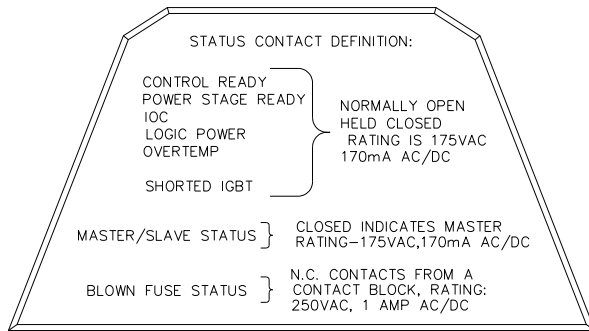 STATUS CONTACT DEFINITION:
CONTROL READY
POWER STAGE READY
IOC
LOGIC POWER
OVERTEMP
SHORTED IGBT
NORMALLY OPEN
HELD CLOSED
RATING IS 175VAC
170mA AC/DC
MASTER/SLAVE STATUS
CLOSED INDICATES MASTER
RATING-175VAC,170mA AC/DC
BLOWN FUSE STATUS
N.C. CONTACTS FROM A
CONTACT BLOCK, RATING:
250VAC, 1 AMP AC/DC